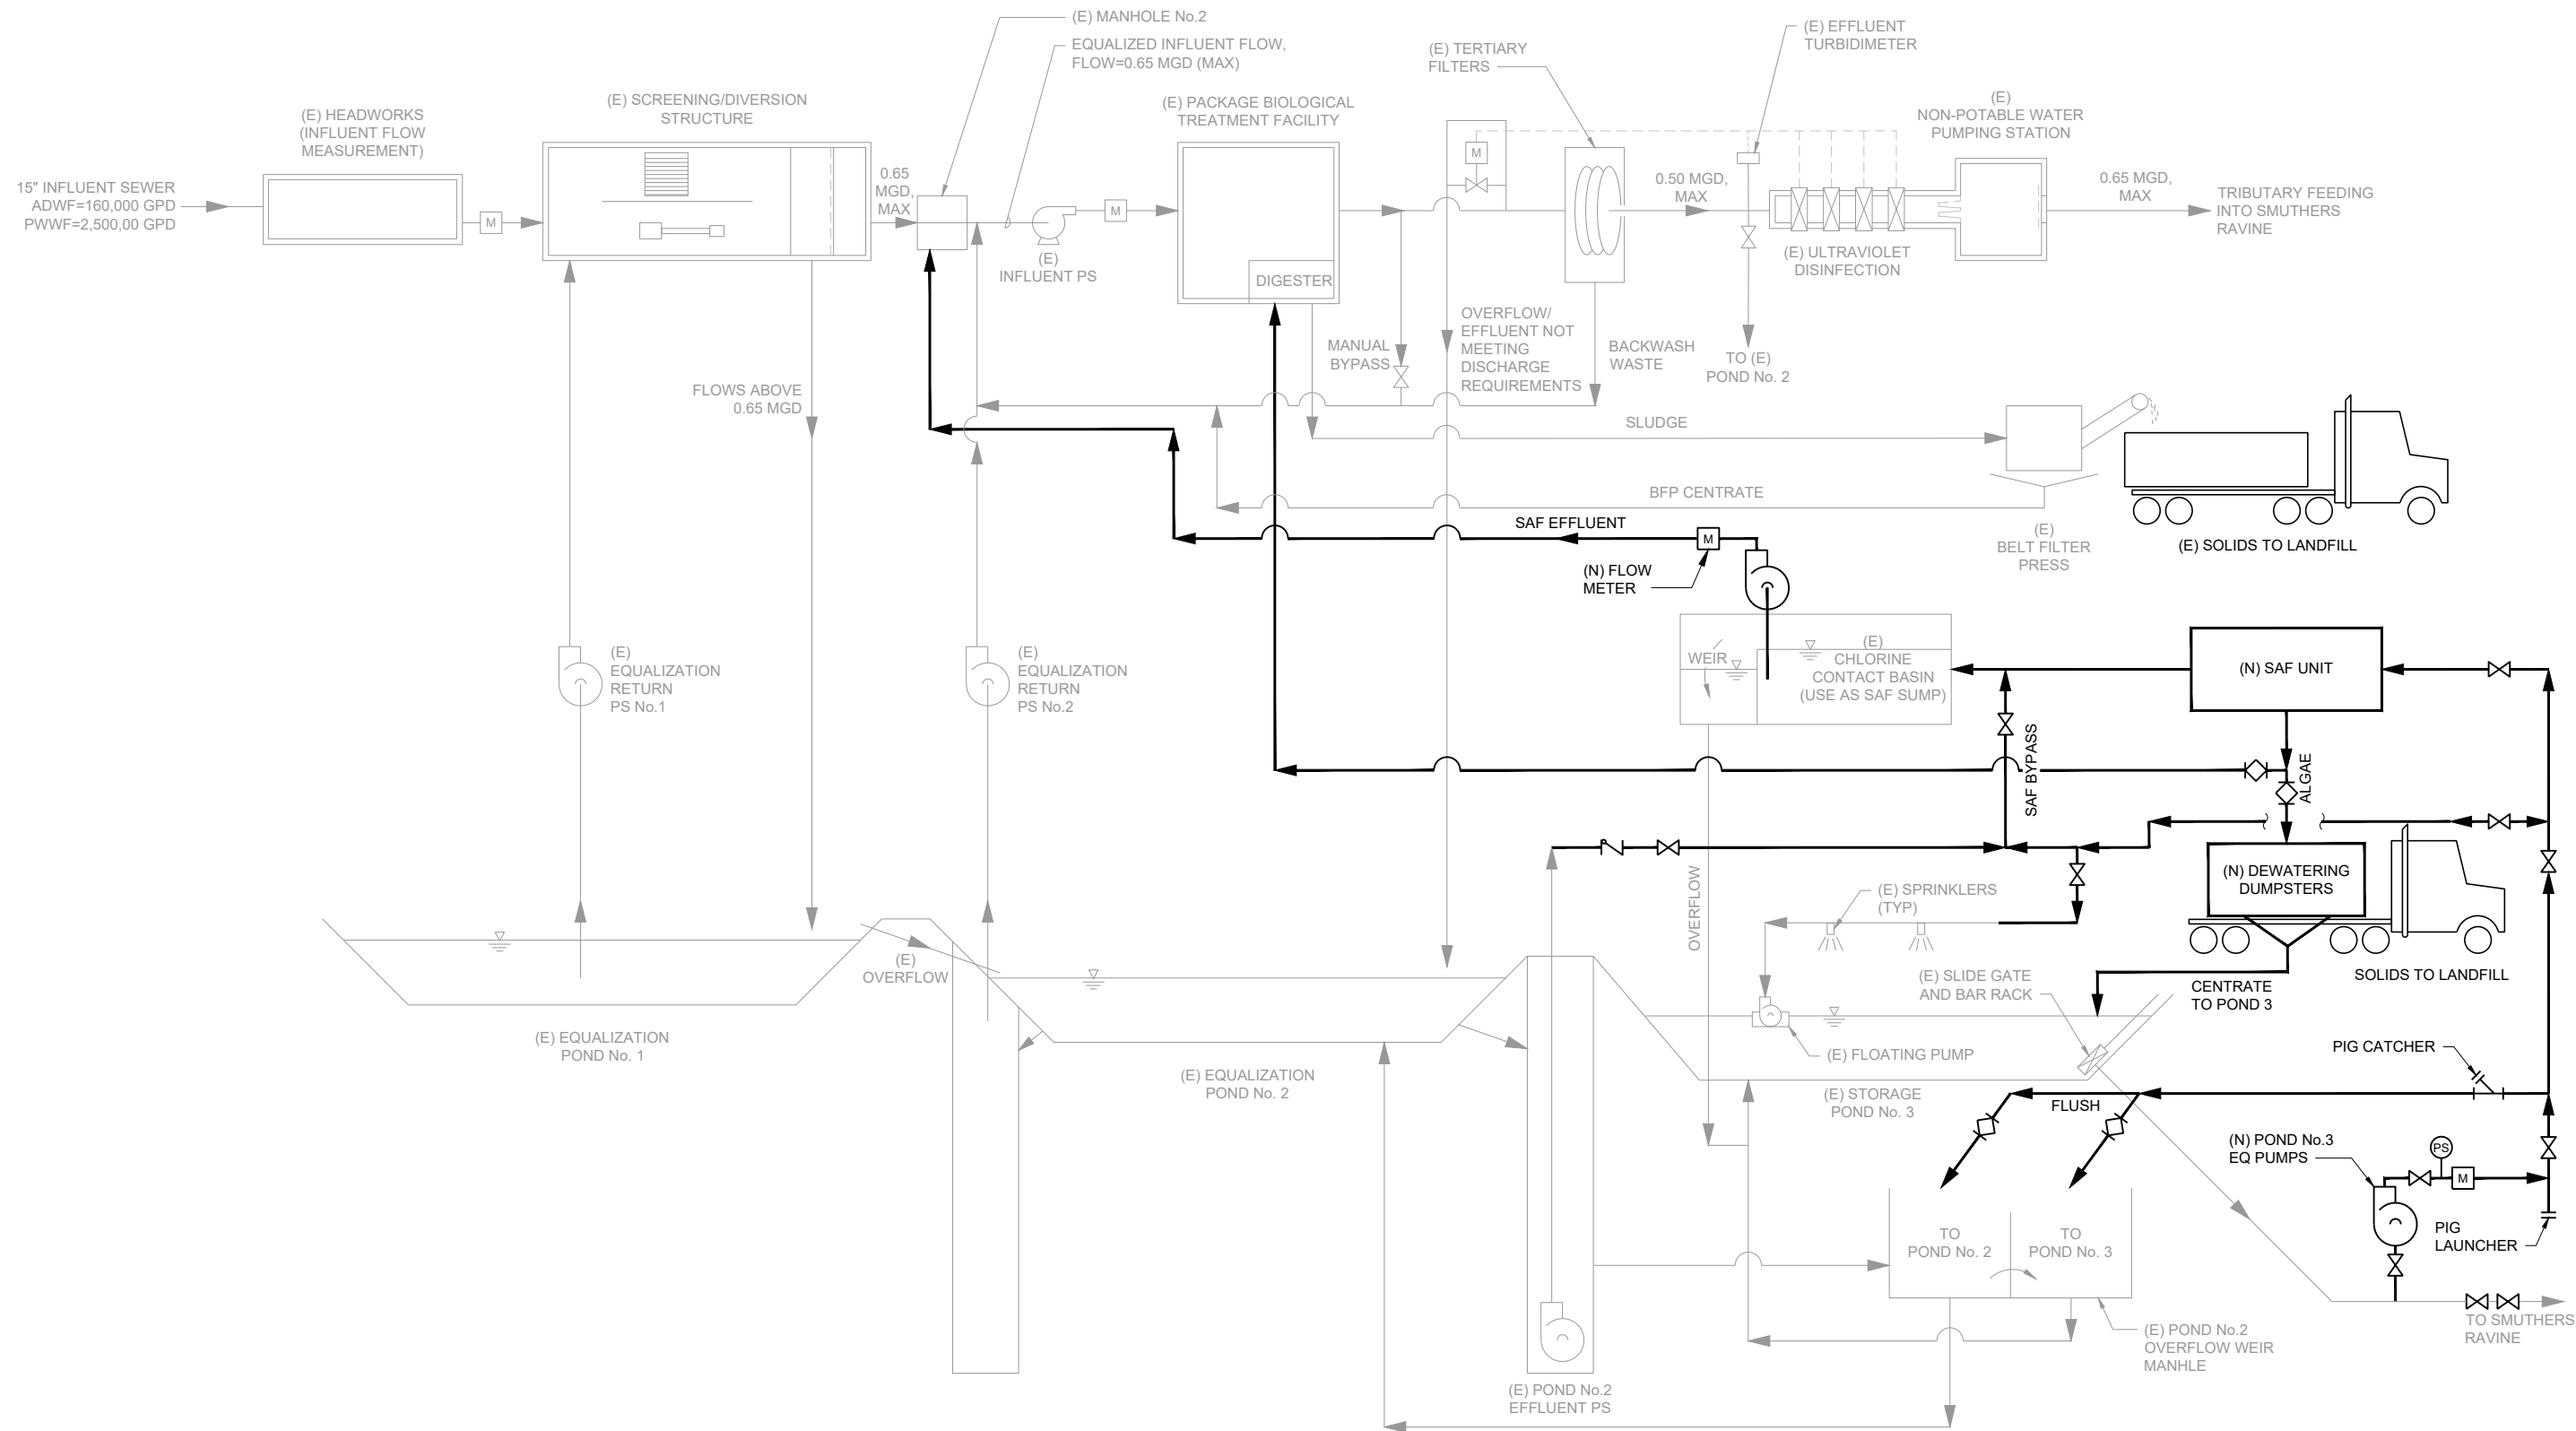 (E) MANHOLE No.2
EQUALIZED INFLUENT FLOW,
FLOW=0.65 MGD (MAX)
(E) EFFLUENT
TURBIDIMETER
(E) TERTIARY
FILTERS
(E) HEADWORKS
(INFLUENT FLOW
MEASUREMENT)
(E) SCREENING/DIVERSION
STRUCTURE
(E) PACKAGE BIOLOGICAL
TREATMENT FACILITY
(E)
NON-POTABLE WATER
PUMPING STATION
15" INFLUENT SEWER
ADWF=160,000 GPD
PWWF=2,500,00 GPD
M
0.65
MGD,
MAX
(E)
INFLUENT PS
M
DIGESTER
M
0.50 MGD,
MAX
(E) ULTRAVIOLET
DISINFECTION
0.65 MGD,
MAX
TRIBUTARY FEEDING
INTO SMUTHERS
RAVINE
FLOWS ABOVE
0.65 MGD
MANUAL
BYPASS
OVERFLOW/
EFFLUENT NOT
MEETING
DISCHARGE
REQUIREMENTS
BACKWASH
WASTE
TO (E)
POND No. 2
SLUDGE
BFP CENTRATE
(E)
BELT FILTER
PRESS
(E) SOLIDS TO LANDFILL
SAF EFFLUENT
M
(N) FLOW
METER
(E)
EQUALIZATION
RETURN
PS No.1
(E)
EQUALIZATION
RETURN
PS No.2
WEIR
(E)
CHLORINE
CONTACT BASIN
(USE AS SAF SUMP)
(N) SAF UNIT
SAF BYPASS
ALGAE
(N) DEWATERING
DUMPSTERS
SOLIDS TO LANDFILL
CENTRATE
TO POND 3
OVERFLOW
(E) SPRINKLERS
(TYP)
(E) SLIDE GATE
AND BAR RACK
(E)
OVERFLOW
(E) EQUALIZATION
POND No. 1
(E) EQUALIZATION
POND No. 2
(E) FLOATING PUMP
(E) STORAGE
POND No. 3
PIG CATCHER
FLUSH
(N) POND No.3
EQ PUMPS
PS
M
PIG
LAUNCHER
TO
POND No. 2
TO
POND No. 3
TO SMUTHERS
RAVINE
(E) POND No.2
OVERFLOW WEIR
MANHLE
(E) POND No.2
EFFLUENT PS